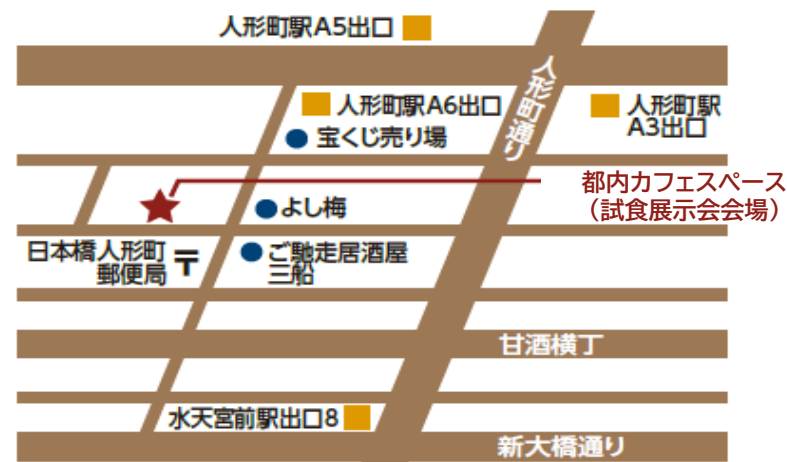 人形町駅A5出口
人形町通り
人形町駅A6出口
人形町駅
A3出口
宝くじ売り場
都内カフェスペース
（試食展示会会場）
よし梅
日本橋人形町
郵便局
〒
ご馳走居酒屋
三船
甘酒横丁
水天宮前駅出口8
新大橋通り